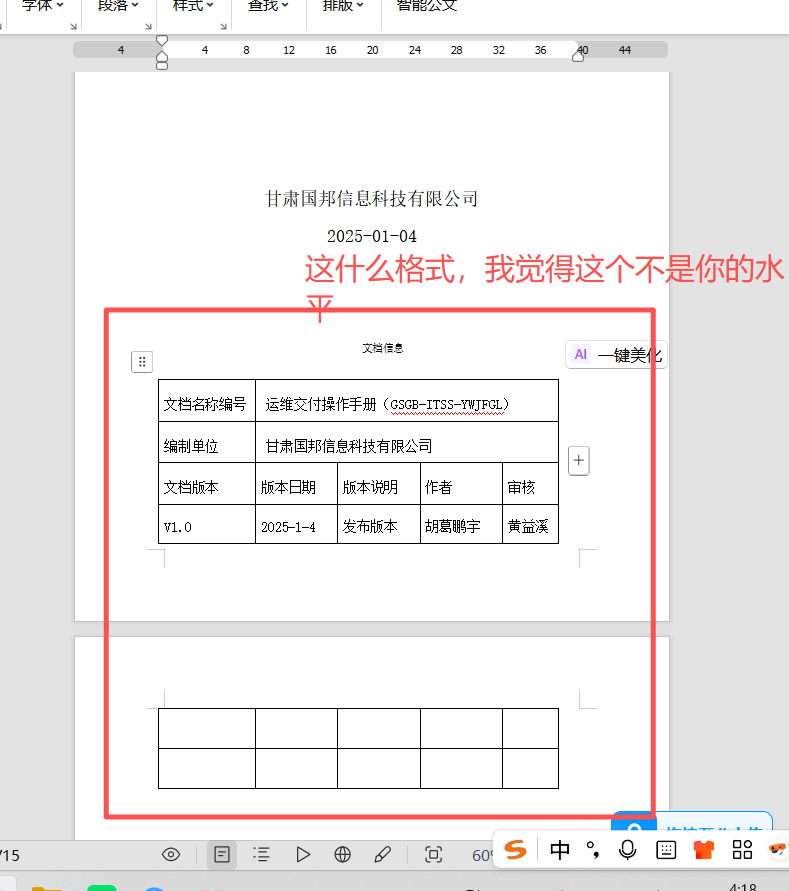 字体 段落 样式 查找 排版 智能公文
4 4 8 12 16 20 24 28 32 36 40 44
甘肃国邦信息科技有限公司
2025-01-04
这什么格式，我觉得这个不是你的水
平
文档信息
AI 一键美化
文档名称编号 运维交付操作手册（GSGB-ITSS-YWJFGL）
编制单位 甘肃国邦信息科技有限公司
文档版本 版本日期 版本说明 作者 审核
V1.0 2025-1-4 发布版本 胡葛鹏宇 黄益溪
/15
60
中
4:18